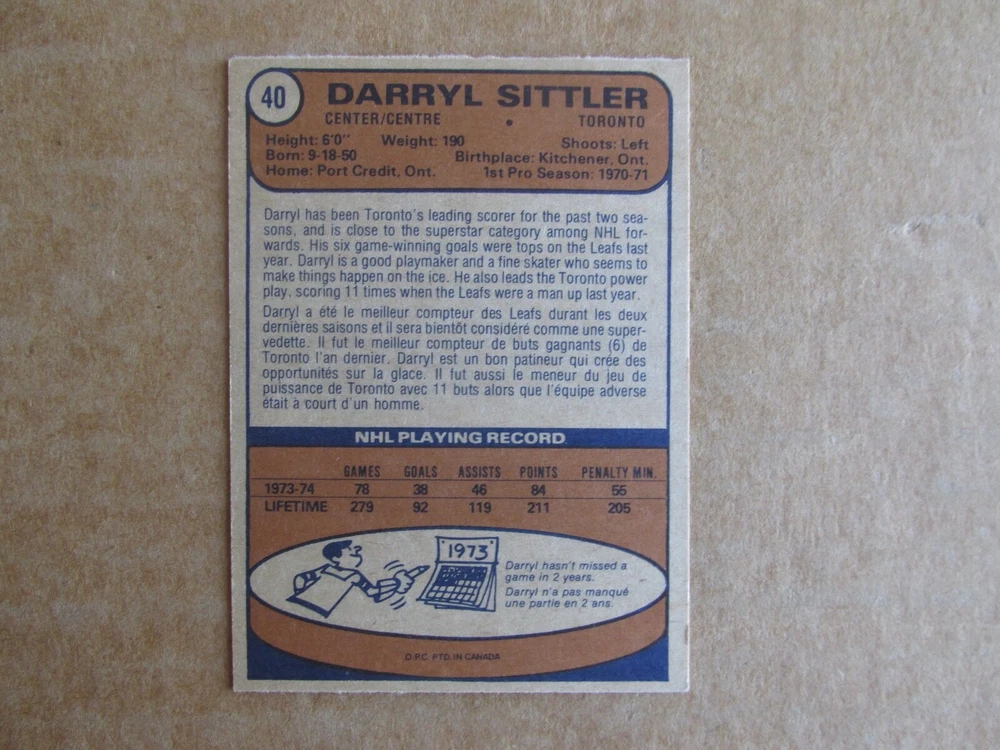 40
DARRYL SITTLER
CENTER/CENTRE • TORONTO
Height: 6'0" Weight: 190 Shoots: Left
Born: 9-18-50 Birthplace: Kitchener, Ont.
Home: Port Credit, Ont. 1st Pro Season: 1970-71
Darryl has been Toronto's leading scorer for the past two sea-
sons, and is close to the superstar category among NHL for-
wards. His six game-winning goals were tops on the Leafs last
year. Darryl is a good playmaker and a fine skater who seems to
make things happen on the ice. He also leads the Toronto power
play, scoring 11 times when the Leafs were a man up last year.
Darryl a été le meilleur compteur des Leafs durant les deux
dernières saisons et il sera bientôt considéré comme une super-
vedette. Il fut le meilleur compteur de buts gagnants (6) de
Toronto l'an dernier. Darryl est un bon patineur qui crée des
opportunités sur la glace. Il fut aussi le meneur du jeu de
puissance de Toronto avec 11 buts alors que l'équipe adverse
était à court d'un homme.
NHL PLAYING RECORD
GAMES GOALS ASSISTS POINTS PENALTY MIN.
1973-74 78 38 46 84 55
LIFETIME 279 92 119 211 205
1973
Darryl hasn't missed a
game in 2 years.
Darryl n'a pas manqué
une partie en 2 ans.
O.P.C. PTD. IN CANADA